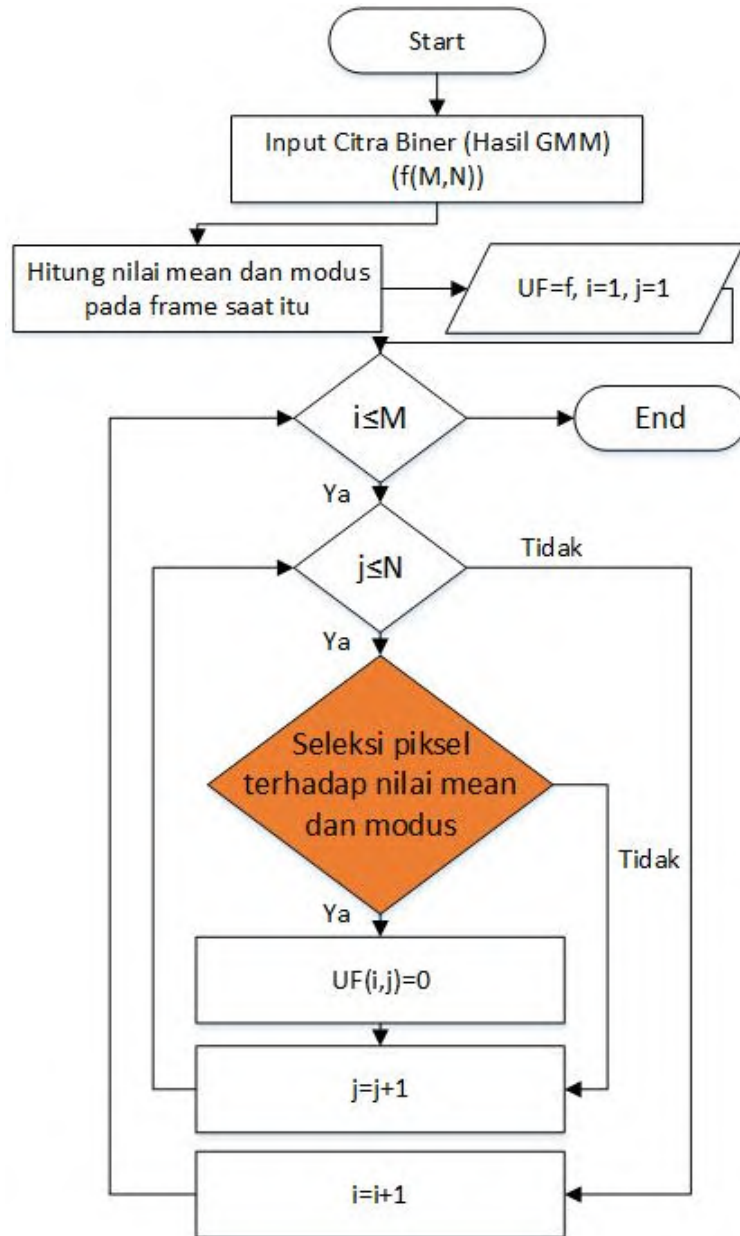 Start
Input Citra Biner (Hasil GMM)
(f(M,N))
Hitung nilai mean dan modus
pada frame saat itu
UF=f, i=1, j=1
i≤M
End
Ya
j≤N
Tidak
Ya
Seleksi piksel
terhadap nilai mean
dan modus
Tidak
Ya
UF(i,j)=0
j=j+1
i=i+1